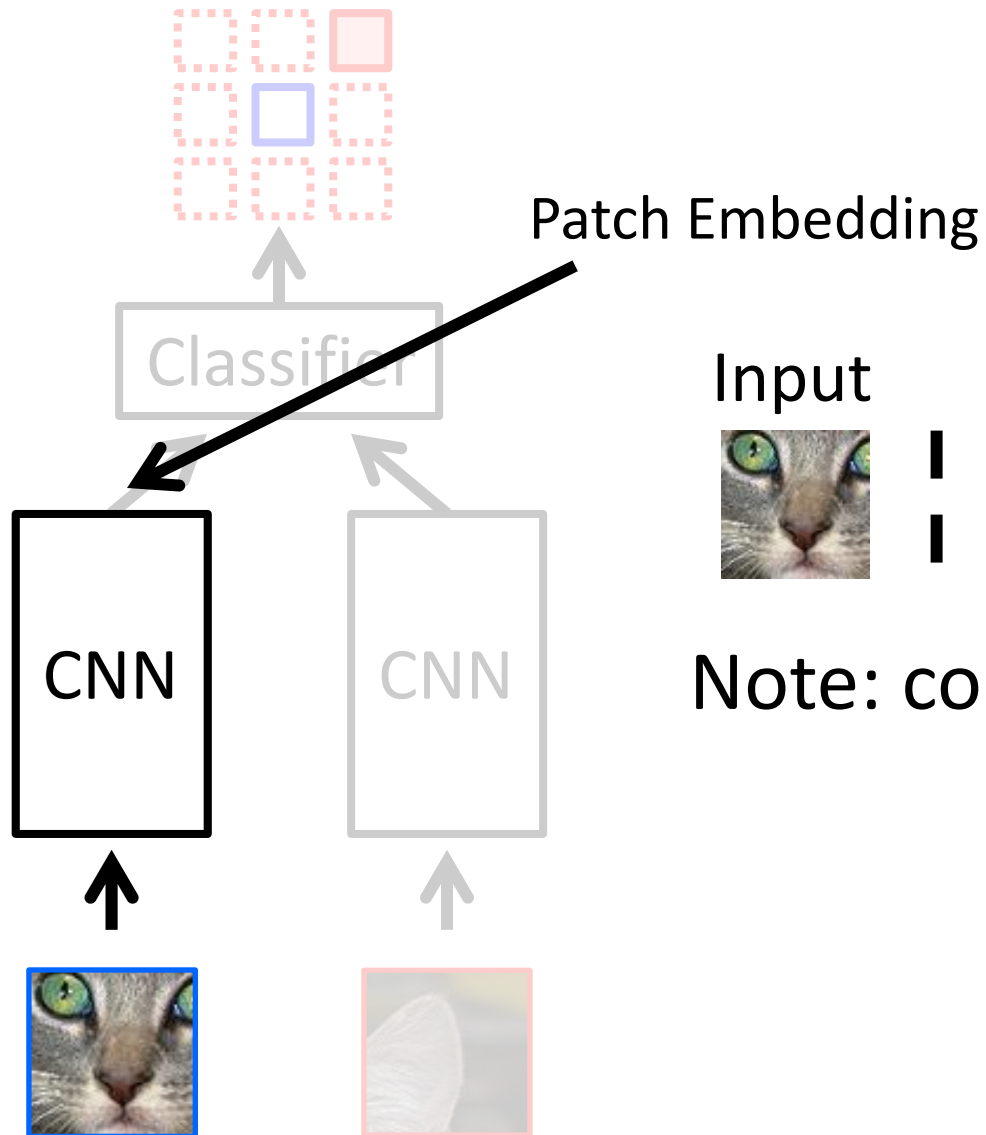 Patch Embedding
Classifier
Input
CNN
CNN
Note: co